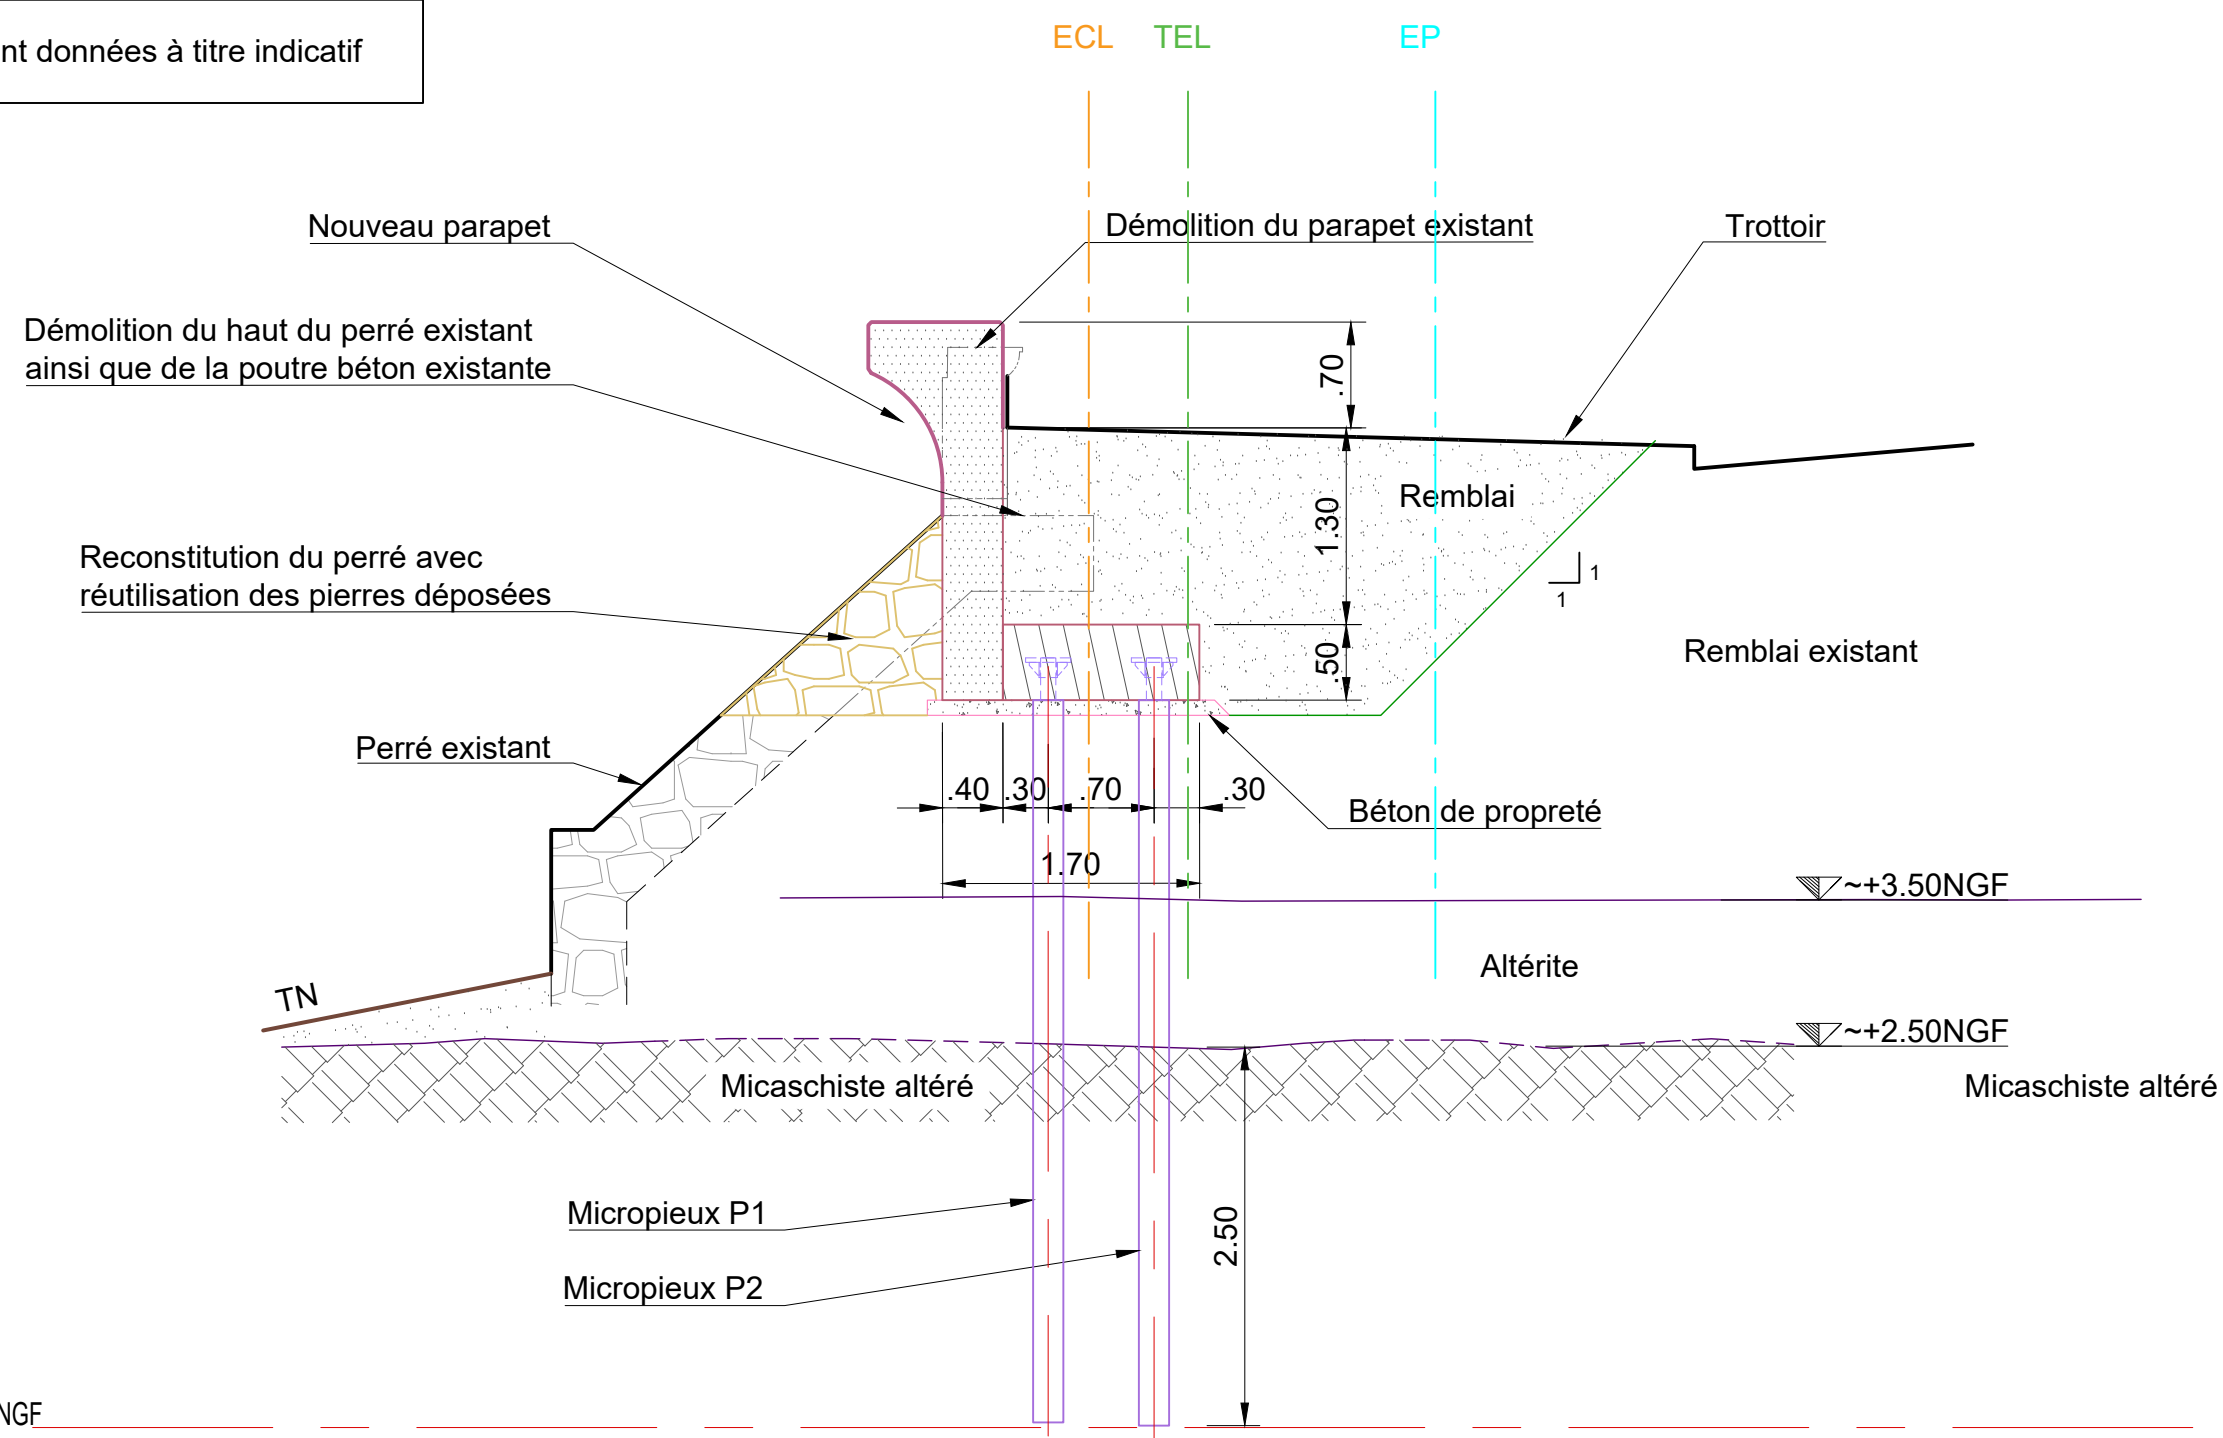 nt données à titre indicatif
ECL
TEL
EP
Nouveau parapet
Démolition du parapet existant
Trottoir
Démolition du haut du perré existant
ainsi que de la poutre béton existante
.70
Remblai
1.30
Reconstitution du perré avec
réutilisation des pierres déposées
1
1
.50
Remblai existant
Perré existant
.40
.30
.70
.30
Béton de propreté
1.70
~+3.50NGF
Altérite
TN
~+2.50NGF
Micaschiste altéré
Micaschiste altéré
Micropieux P1
2.50
Micropieux P2
NGF